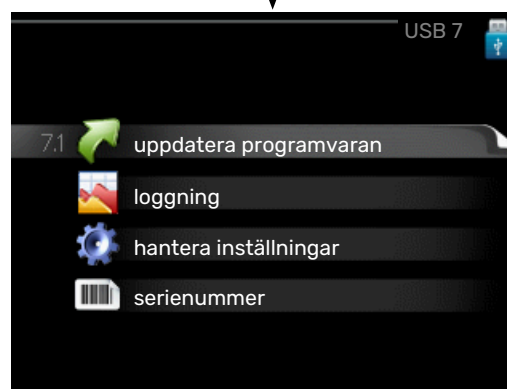 USB 7
7.1 uppdatera programvaran
loggning
hantera inställningar
serienummer